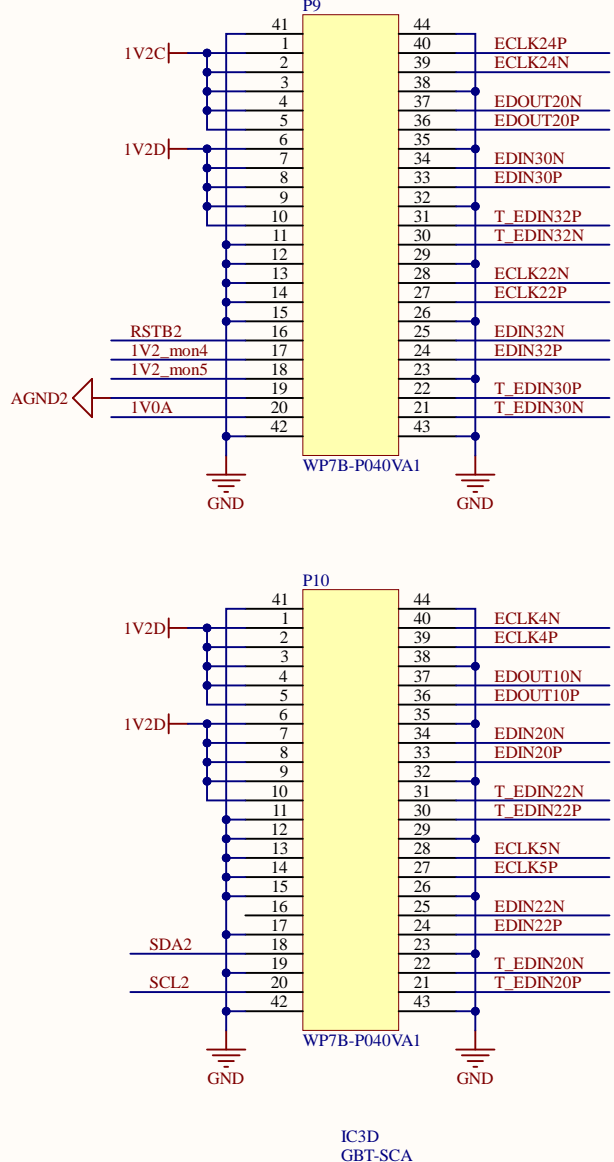 P9
41 44
1V2C 1 40 ECLK24P
2 39 ECLK24N
3 38
4 37 EDOUT20N
5 36 EDOUT20P
1V2D 6 35
7 34 EDIN30N
8 33 EDIN30P
9 32
10 31 T_EDIN32P
11 30 T_EDIN32N
12 29
13 28 ECLK22N
14 27 ECLK22P
15 26
RSTB2 16 25 EDIN32N
1V2_mon4 17 24 EDIN32P
1V2_mon5 18 23
AGND2 19 22 T_EDIN30P
1V0A 20 21 T_EDIN30N
42 43
WP7B-P040VA1
GND GND
P10
41 44
1V2D 1 40 ECLK4N
2 39 ECLK4P
3 38
4 37 EDOUT10N
5 36 EDOUT10P
1V2D 6 35
7 34 EDIN20N
8 33 EDIN20P
9 32
10 31 T_EDIN22N
11 30 T_EDIN22P
12 29
13 28 ECLK5N
14 27 ECLK5P
15 26
16 25 EDIN22N
17 24 EDIN22P
SDA2 18 23
19 22 T_EDIN20N
SCL2 20 21 T_EDIN20P
42 43
WP7B-P040VA1
GND GND
IC3D
GBT-SCA